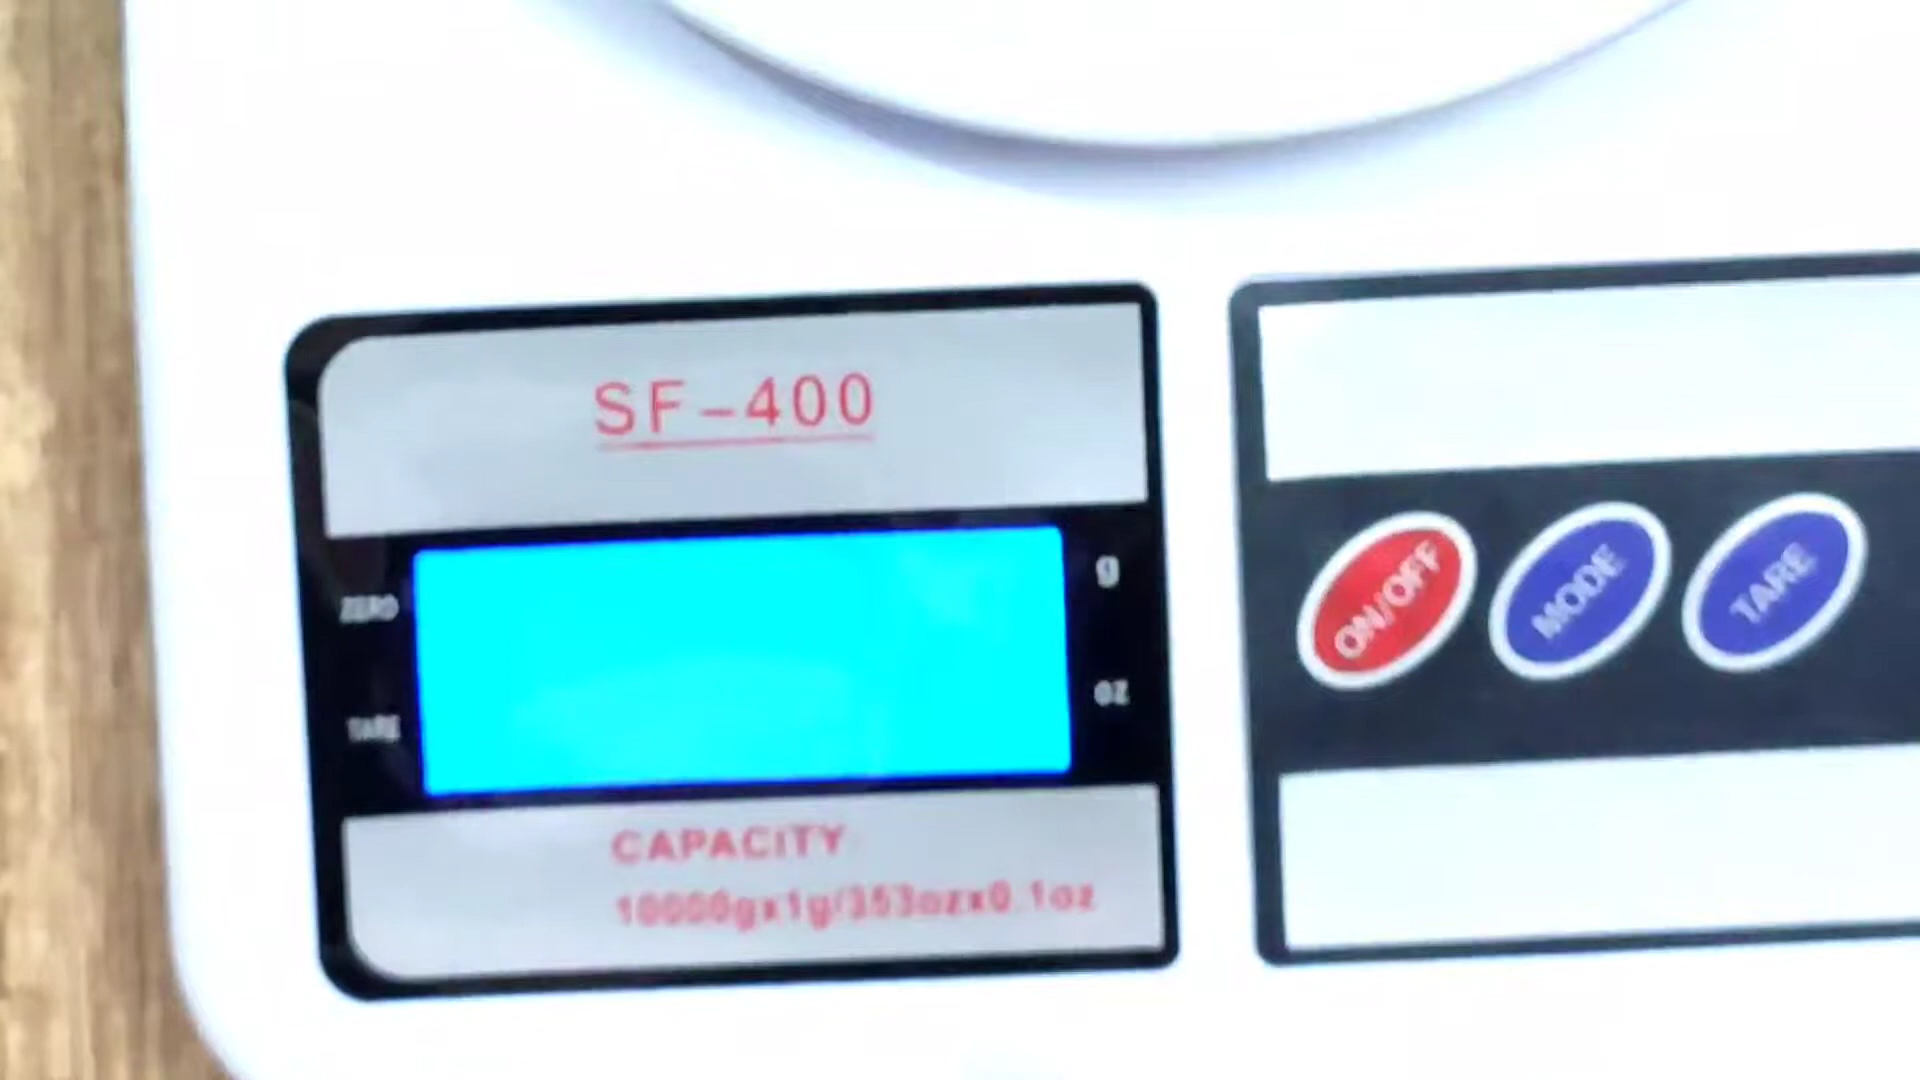 SF-400
ZERO
g
TARE
oz
ON/OFF
MODE
TARE
CAPACITY
10000gx1g/353ozx0.1oz